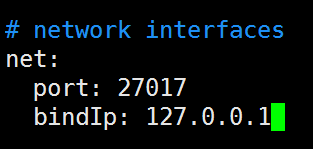 # network interfaces
net:
  port: 27017
  bindIp: 127.0.0.1